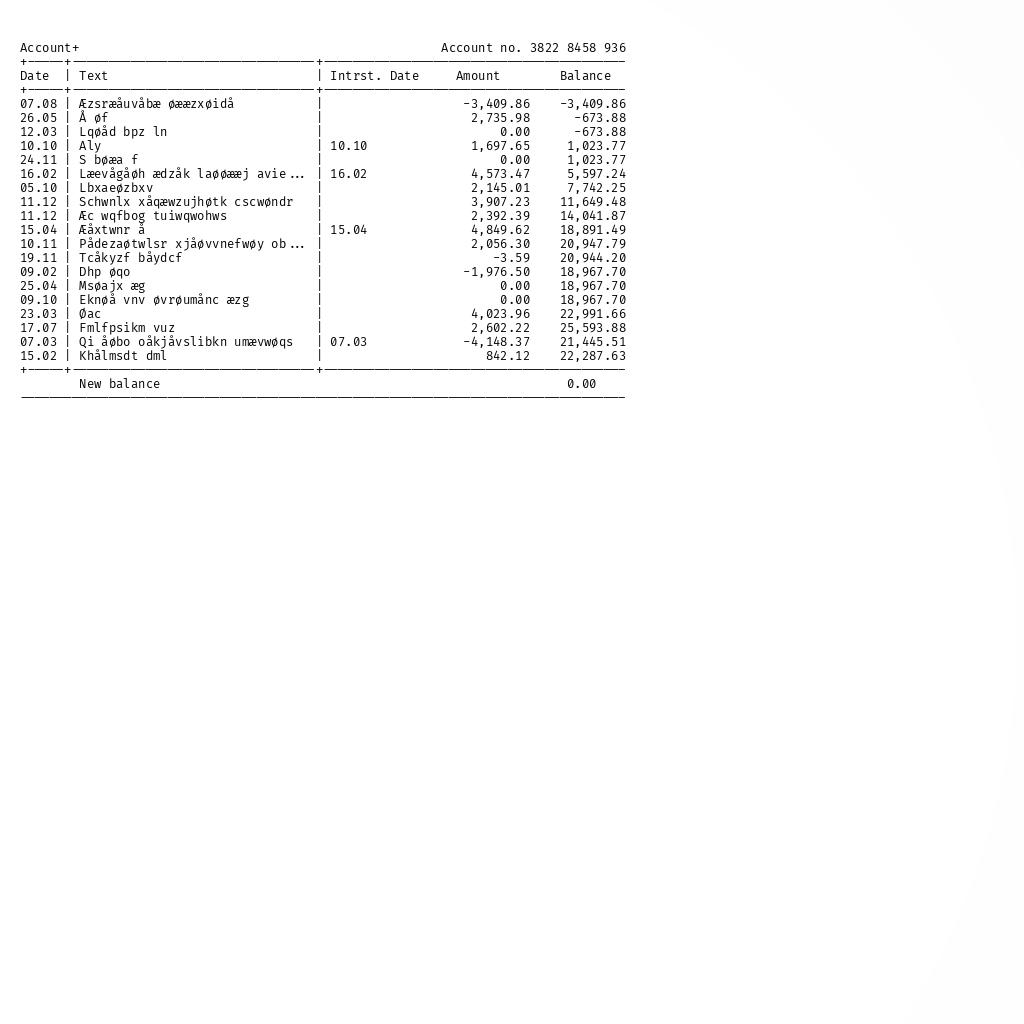 Account+ Account no. 3822 8458 936
Date | Text | Intrst. Date Amount Balance
07.08 | Æzsræåuvåbæ øææzxøidå | -3,409.86 -3,409.86
26.05 | Å øf | 2,735.98 -673.88
12.03 | Lqøåd bpz ln | 0.00 -673.88
10.10 | Aly | 10.10 1,697.65 1,023.77
24.11 | S bøæa f | 0.00 1,023.77
16.02 | Læevågåøh ædzåk laøøææj avie... | 16.02 4,573.47 5,597.24
05.10 | Lbxaeøzbxv | 2,145.01 7,742.25
11.12 | Schwnlx xåqæwzujhøtk cscwøndr | 3,907.23 11,649.48
11.12 | Æc wqfbog tuiwqwohws | 2,392.39 14,041.87
15.04 | Æåxtwnr å | 15.04 4,849.62 18,891.49
10.11 | Pådezaøtwlsr xjåøvvnefwøy ob... | 2,056.30 20,947.79
19.11 | Tcåkyzf båydcf | -3.59 20,944.20
09.02 | Dhp øqo | -1,976.50 18,967.70
25.04 | Msøajx æg | 0.00 18,967.70
09.10 | Eknøå vnv øvrøumånc æzg | 0.00 18,967.70
23.03 | Øac | 4,023.96 22,991.66
17.07 | Fmlfpsikm vuz | 2,602.22 25,593.88
07.03 | Qi åøbo oåkjåvslibkn umævwøqs | 07.03 -4,148.37 21,445.51
15.02 | Khålmsdt dml | 842.12 22,287.63
New balance 0.00